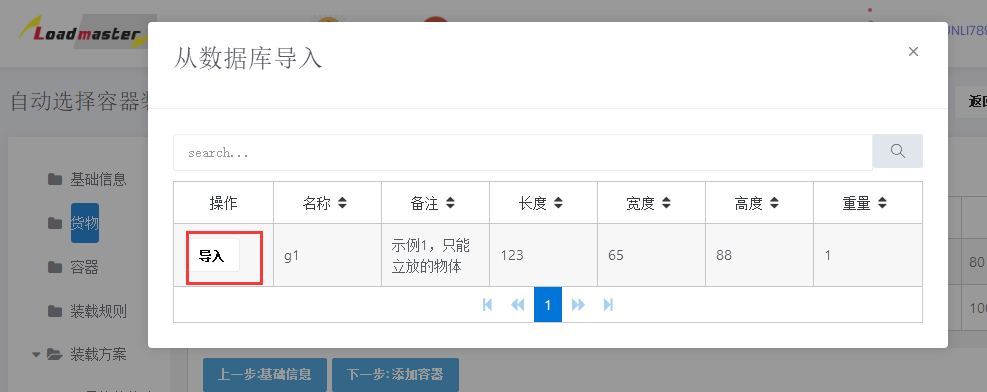 Loadmaster
UNLI789
从数据库导入
×
自动选择容器装
返回
search...
操作 名称 备注 长度 宽度 高度 重量
导入 g1 示例1，只能 123 65 88 1
立放的物体
1
基础信息
货物
容器
装载规则
装载方案
80
100
上一步:基础信息 下一步:添加容器